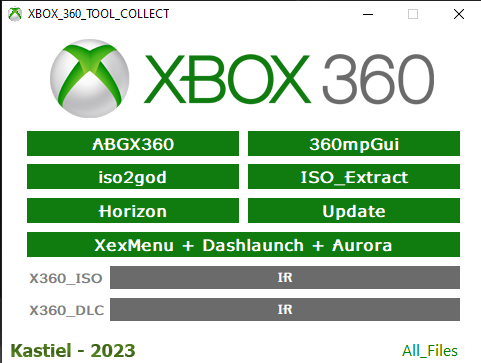 XBOX_360_TOOL_COLLECT
XBOX 360
ABGX360
360mpGui
iso2god
ISO_Extract
Horizon
Update
XexMenu + Dashlaunch + Aurora
X360_ISO
IR
X360_DLC
IR
Kastiel - 2023
All_Files